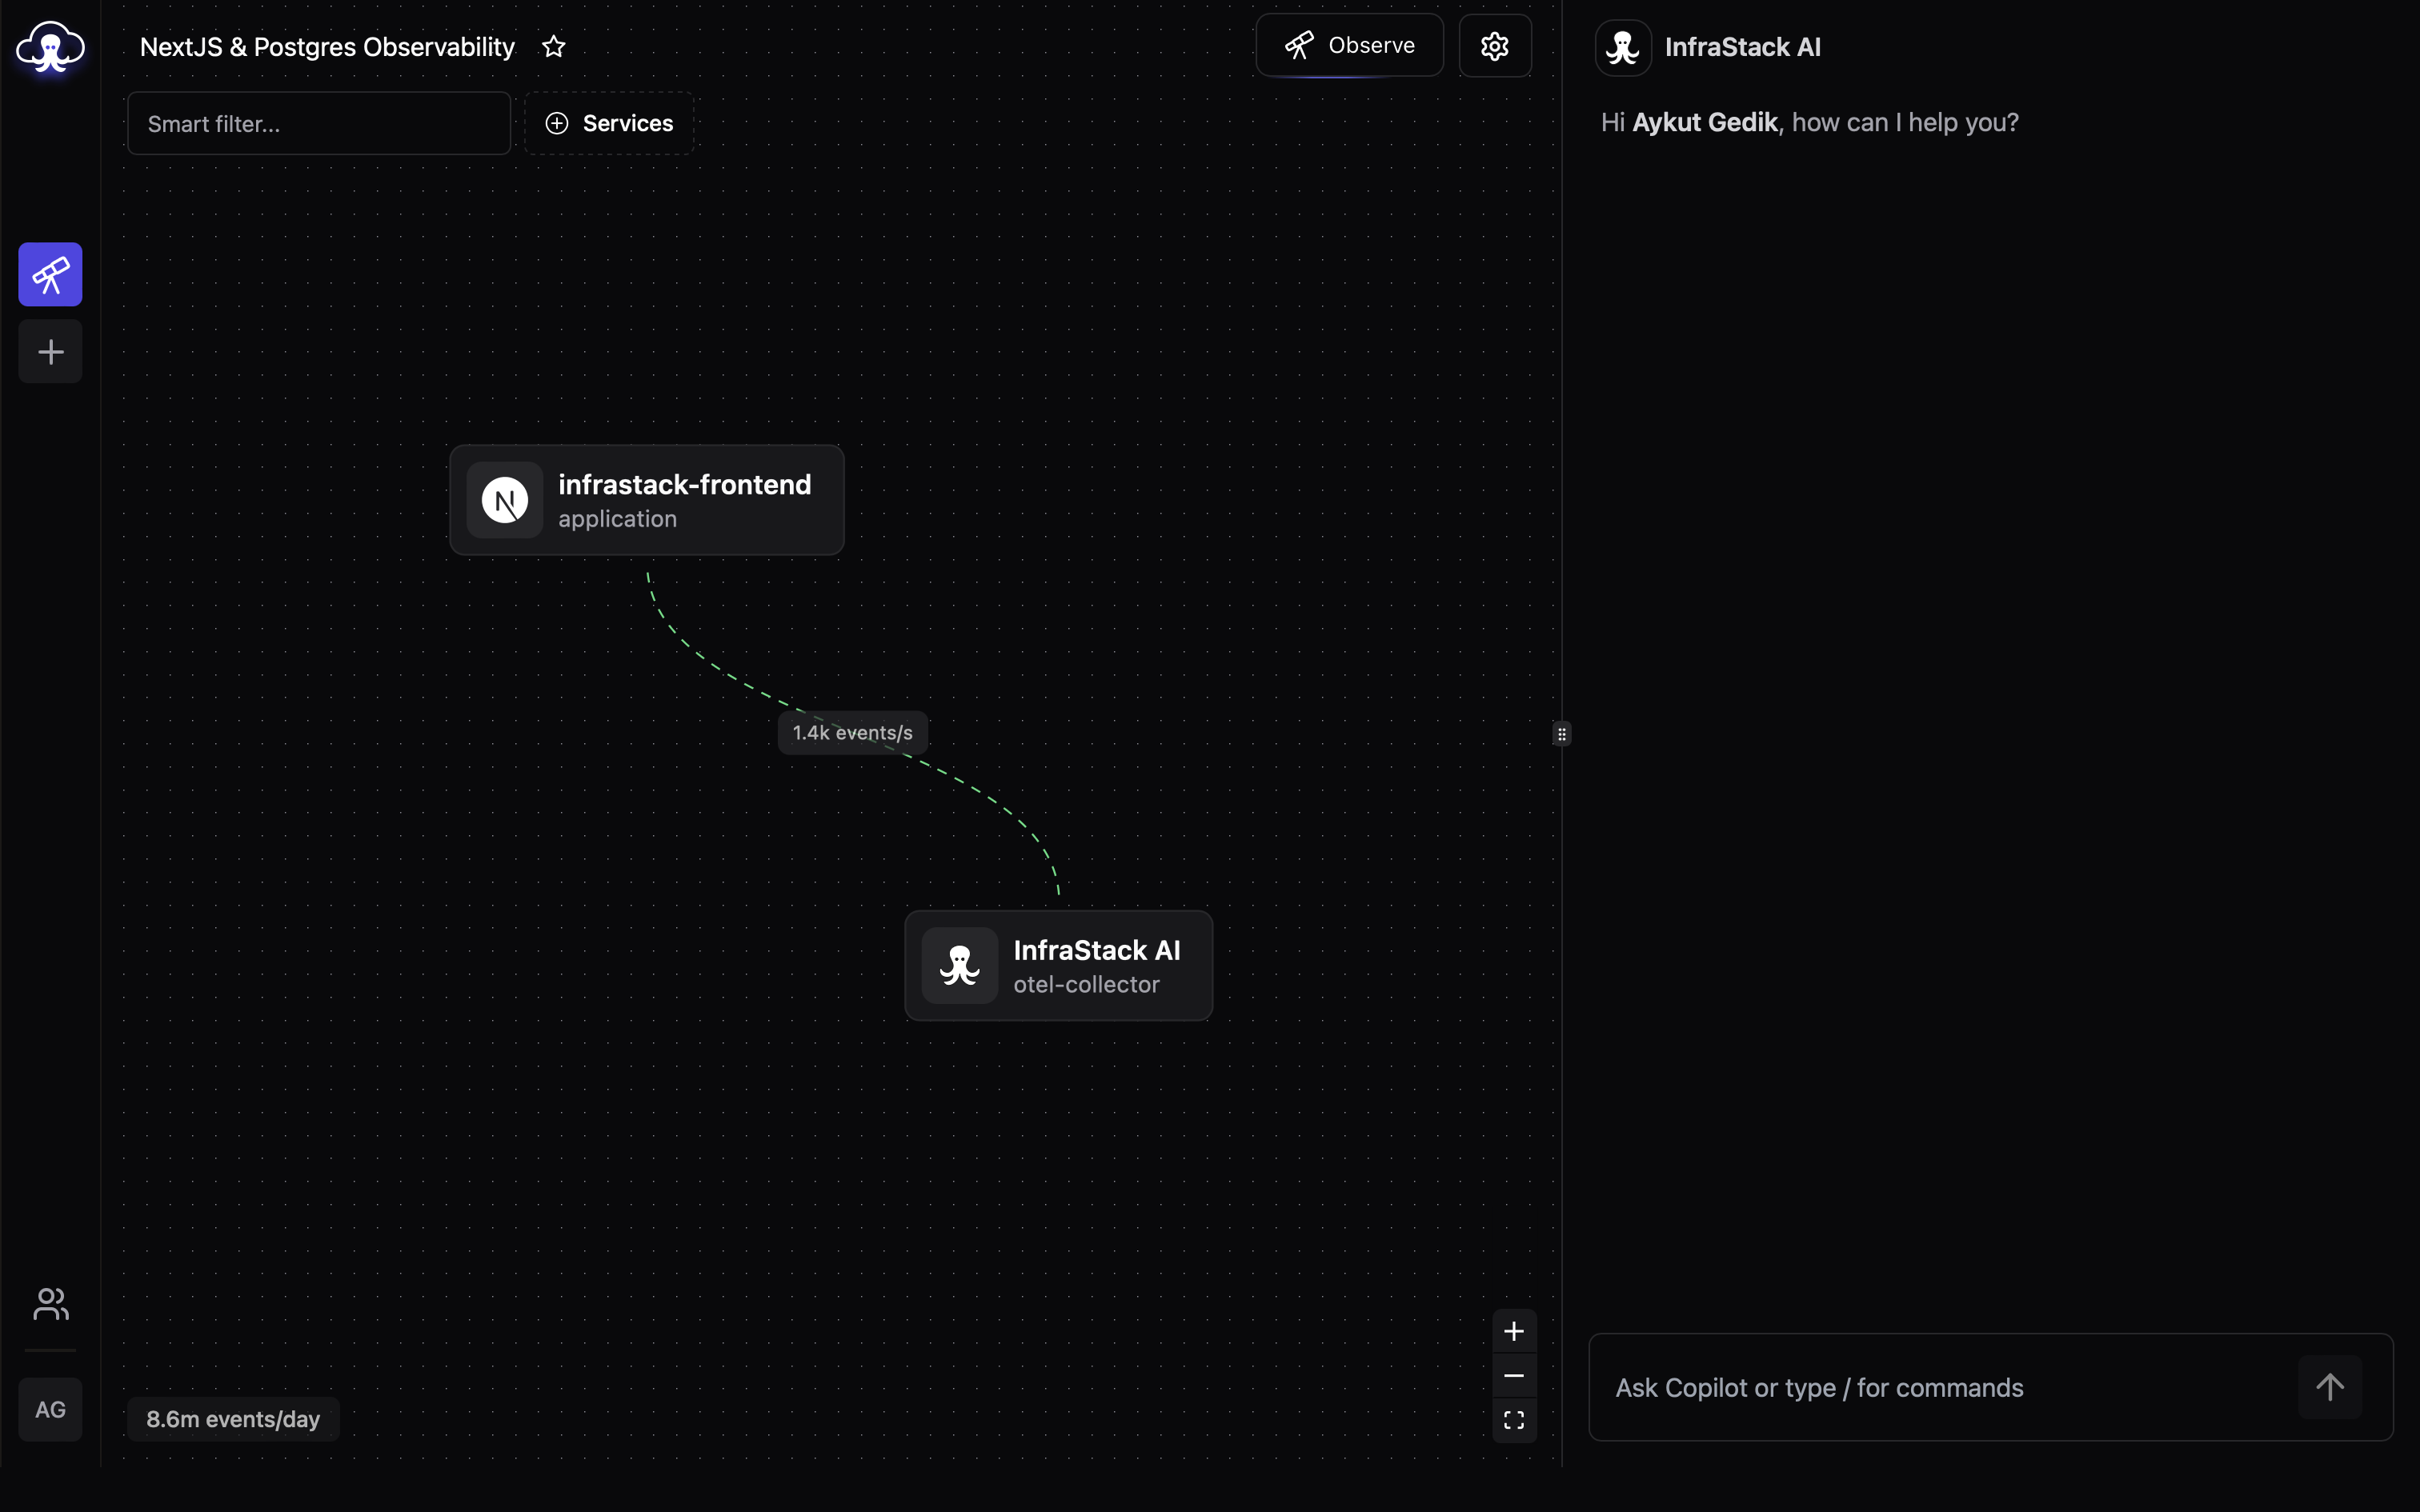 NextJS & Postgres Observability
Observe
Smart filter...
Services
infrastack-frontend
application
1.4k events/s
InfraStack AI
otel-collector
8.6m events/day
AG
InfraStack AI
Hi Aykut Gedik, how can I help you?
Ask Copilot or type / for commands